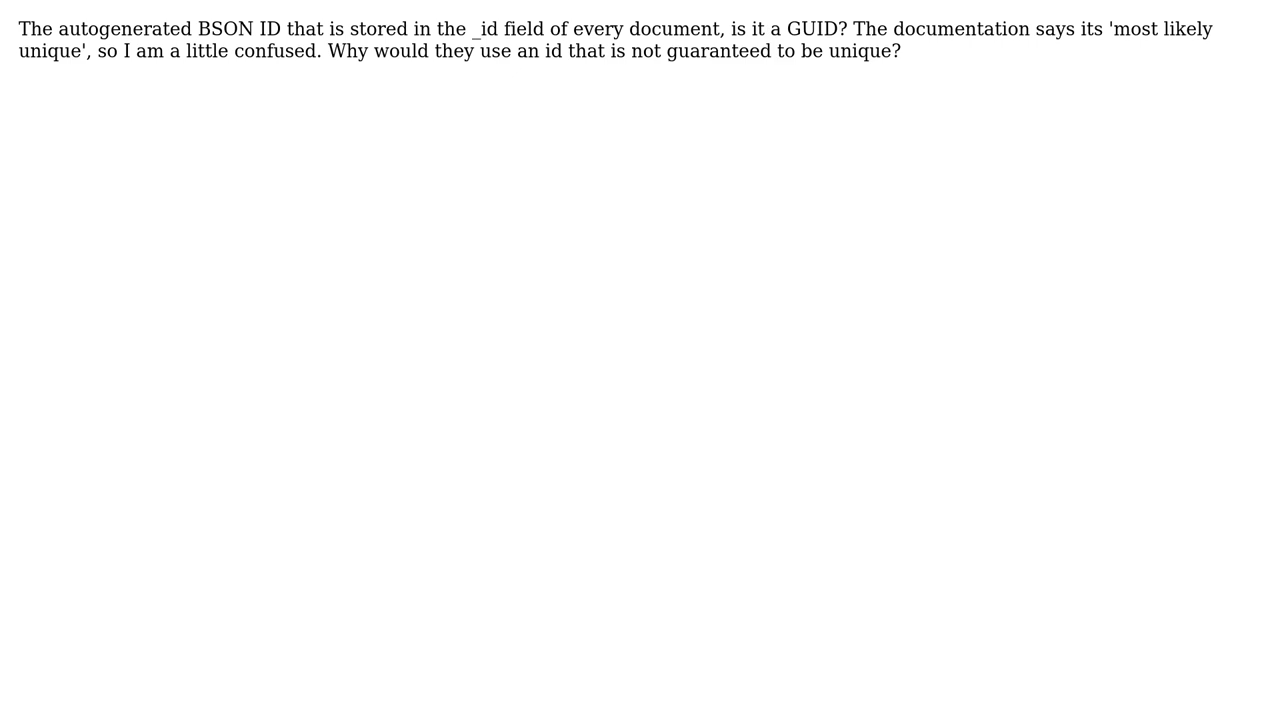 The autogenerated BSON ID that is stored in the _id field of every document, is it a GUID? The documentation says its 'most likely
unique', so I am a little confused. Why would they use an id that is not guaranteed to be unique?